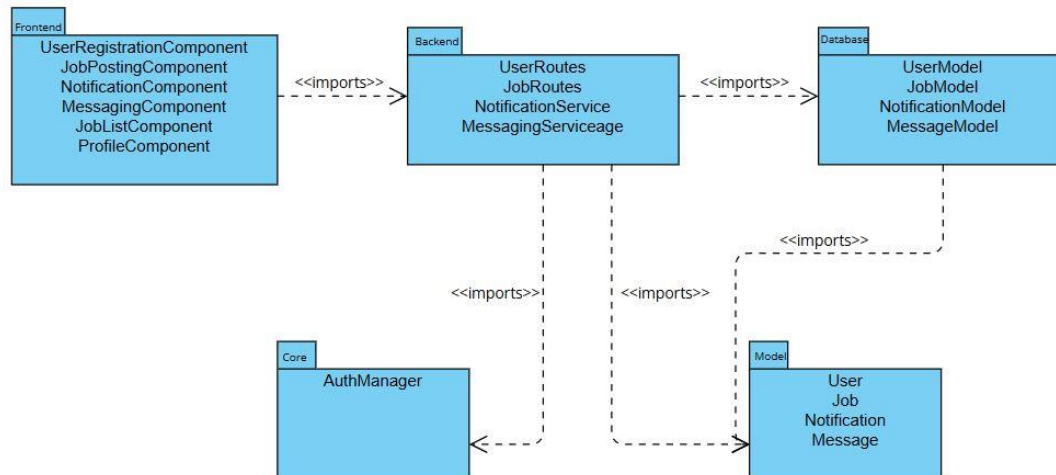 Frontend
UserRegistrationComponent
JobPostingComponent
NotificationComponent
MessagingComponent
JobListComponent
ProfileComponent
<<imports>>
Backend
UserRoutes
JobRoutes
NotificationService
MessagingServiceage
<<imports>>
Database
UserModel
JobModel
NotificationModel
MessageModel
<<imports>>
<<imports>>
<<imports>>
Core
AuthManager
Model
User
Job
Notification
Message